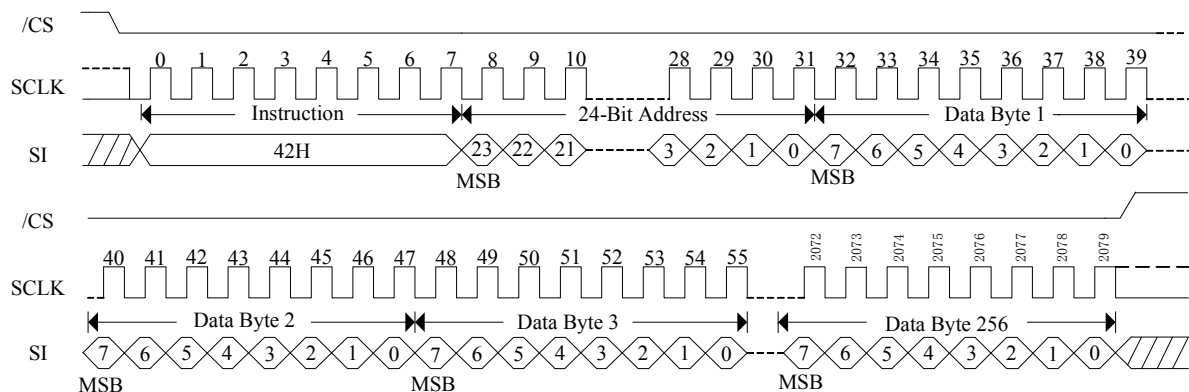 /CS
0 1 2 3 4 5 6 7 8 9 10 28 29 30 31 32 33 34 35 36 37 38 39
SCLK
Instruction 24-Bit Address Data Byte 1
SI 42H 23 22 21 3 2 1 0 7 6 5 4 3 2 1 0
MSB MSB
/CS
40 41 42 43 44 45 46 47 48 49 50 51 52 53 54 55 2072 2073 2074 2075 2076 2077 2078 2079
SCLK
Data Byte 2 Data Byte 3 Data Byte 256
SI 7 6 5 4 3 2 1 0 7 6 5 4 3 2 1 0 7 6 5 4 3 2 1 0
MSB MSB MSB